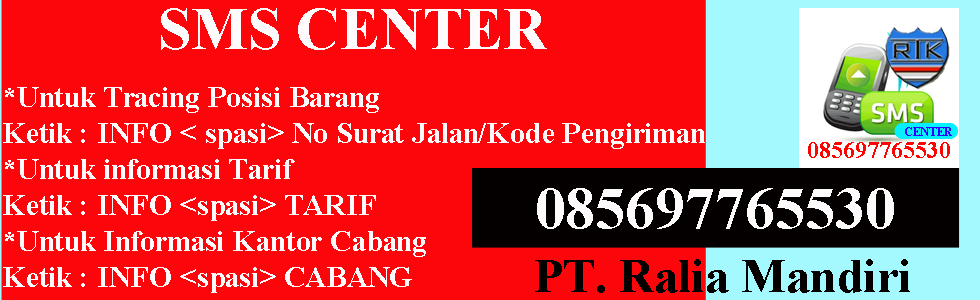 SMS CENTER
*Untuk Tracing Posisi Barang
Ketik : INFO < spasi> No Surat Jalan/Kode Pengiriman
*Untuk informasi Tarif
Ketik : INFO <spasi> TARIF
*Untuk Informasi Kantor Cabang
Ketik : INFO <spasi> CABANG
RTK
SMS
CENTER
085697765530
085697765530
PT. Ralia Mandiri